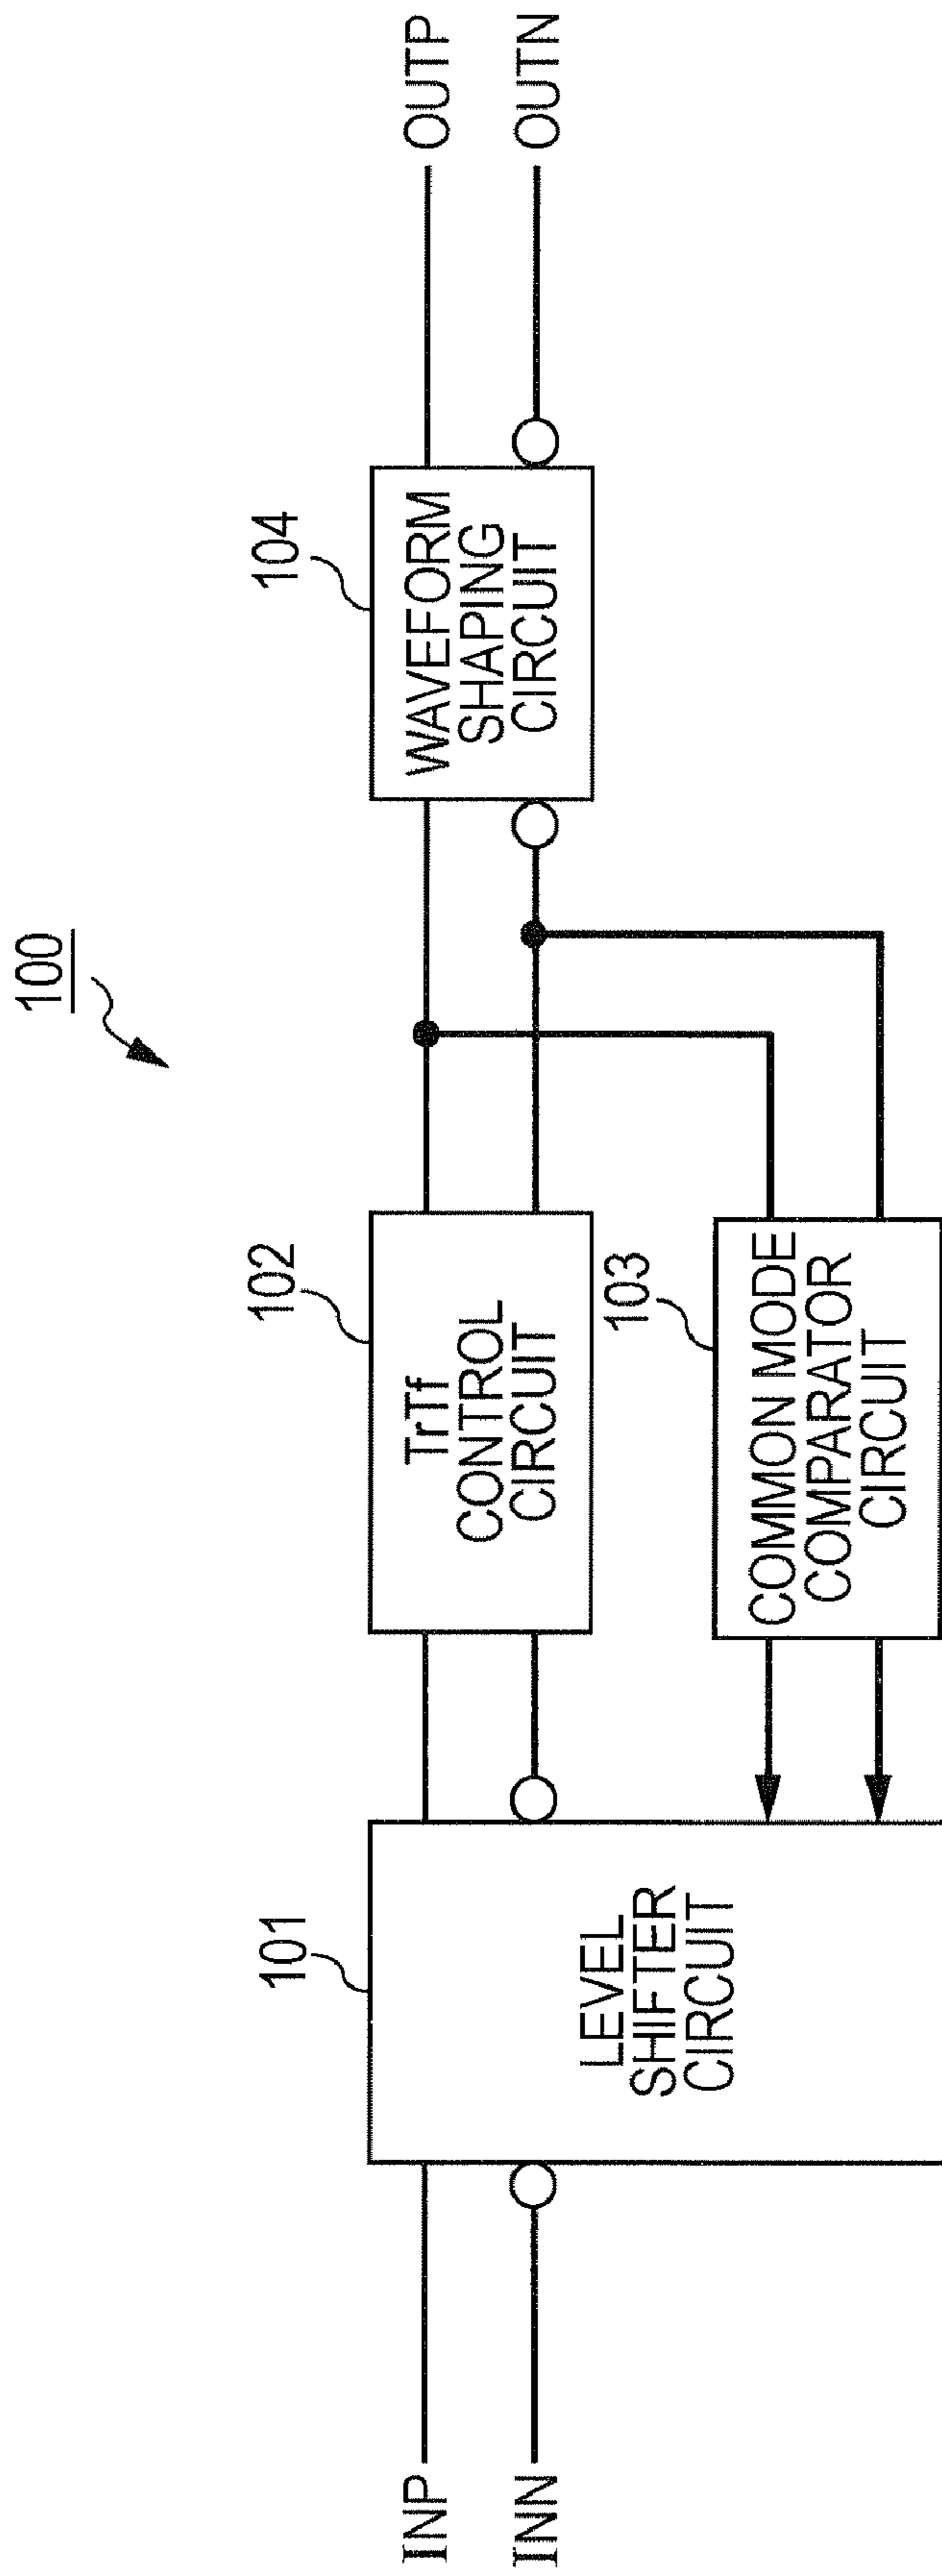 100
INP
INN
101
LEVEL
SHIFTER
CIRCUIT
102
TrTf
CONTROL
CIRCUIT
103
COMMON MODE
COMPARATOR
CIRCUIT
104
WAVEFORM
SHAPING
CIRCUIT
OUTP
OUTN